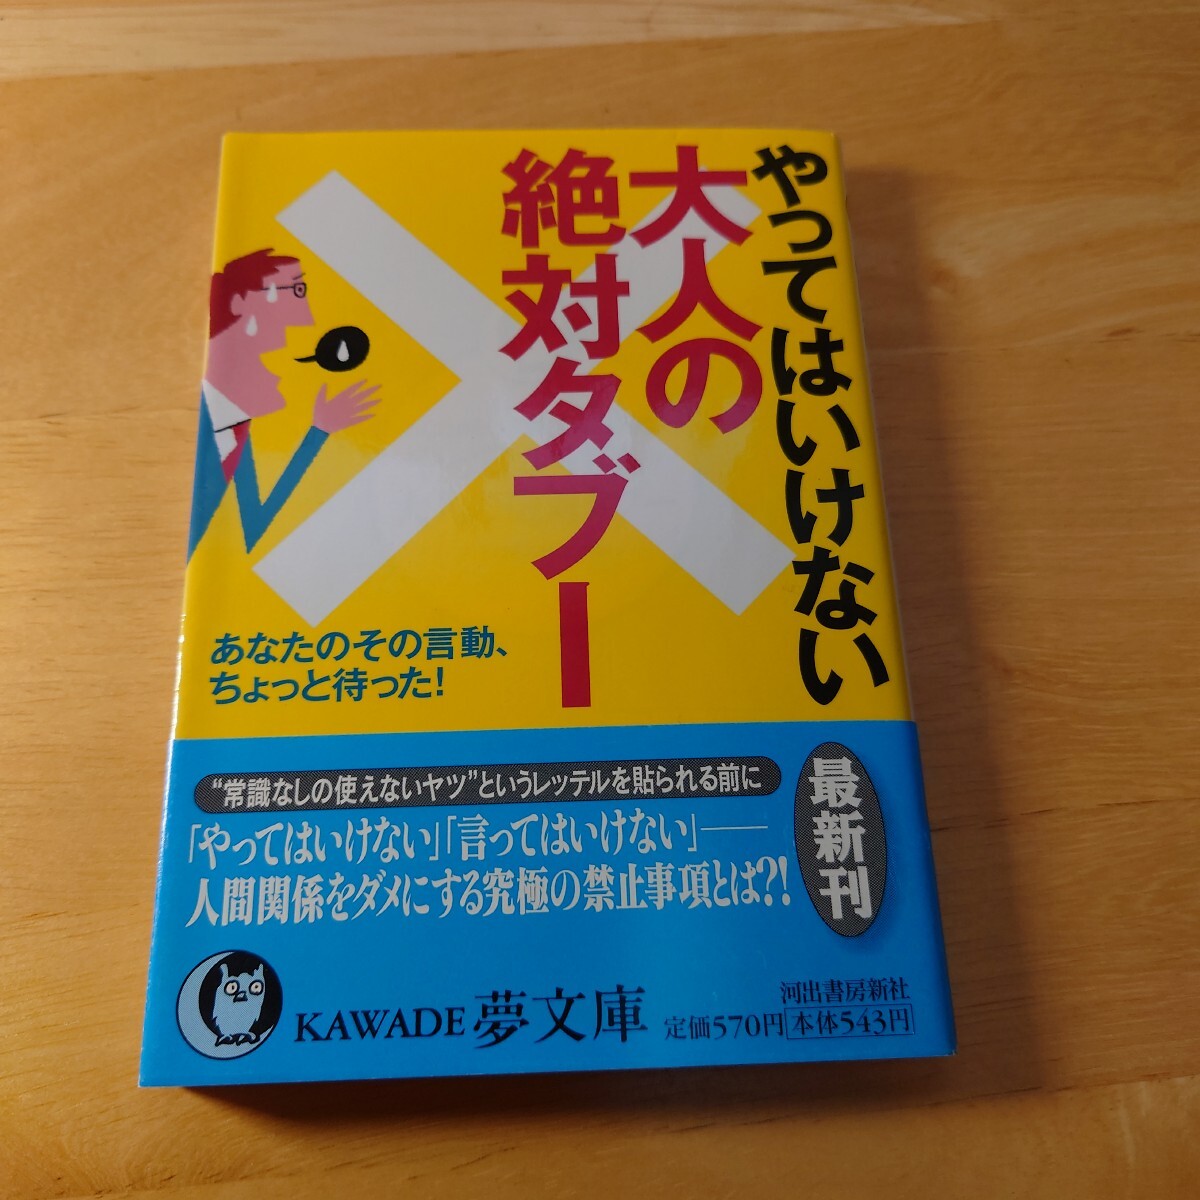 やってはいけない
大人の
絶対タブー
あなたのその言動、
ちょっと待った!
“常識なしの使えないヤツ”というレッテルを貼られる前に
「やってはいけない」「言ってはいけない」──
人間関係をダメにする究極の禁止事項とは?!
最新刊
KAWADE夢文庫
河出書房新社
定価570円 本体543円